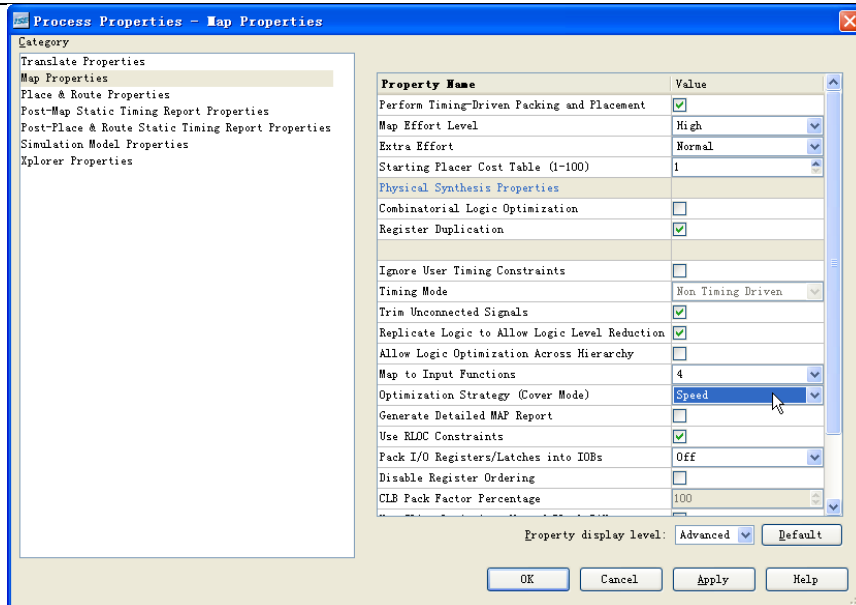 ISE Process Properties - Map Properties
Category
Translate Properties
Map Properties
Place & Route Properties
Post-Map Static Timing Report Properties
Post-Place & Route Static Timing Report Properties
Simulation Model Properties
Xplorer Properties
Property Name Value
Perform Timing-Driven Packing and Placement
Map Effort Level High
Extra Effort Normal
Starting Placer Cost Table (1-100) 1
Physical Synthesis Properties
Combinatorial Logic Optimization
Register Duplication
Ignore User Timing Constraints
Timing Mode Non Timing Driven
Trim Unconnected Signals
Replicate Logic to Allow Logic Level Reduction
Allow Logic Optimization Across Hierarchy
Map to Input Functions 4
Optimization Strategy (Cover Mode) Speed
Generate Detailed MAP Report
Use RLOC Constraints
Pack I/O Registers/Latches into IOBs Off
Disable Register Ordering
CLB Pack Factor Percentage 100
Property display level: Advanced Default
OK Cancel Apply Help